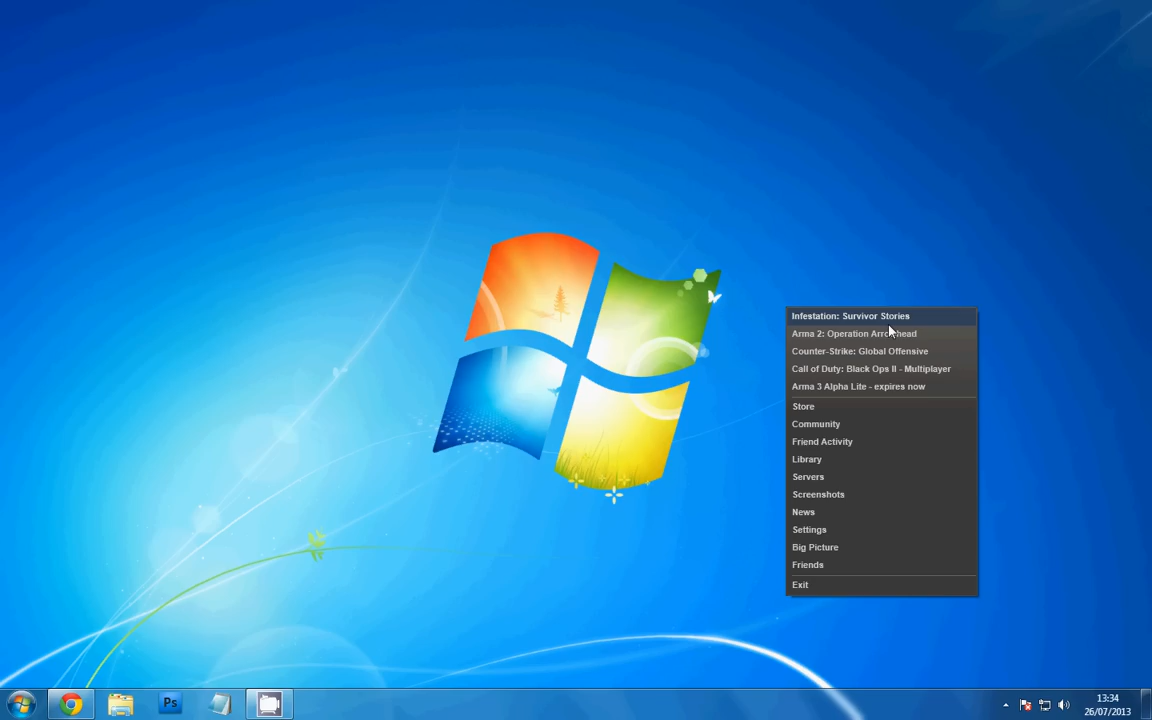 Infestation: Survivor Stories
Arma 2: Operation Arrowhead
Counter-Strike: Global Offensive
Call of Duty: Black Ops II - Multiplayer
Arma 3 Alpha Lite - expires now
Store
Community
Friend Activity
Library
Servers
Screenshots
News
Settings
Big Picture
Friends
Exit
Ps
13:34
26/07/2013